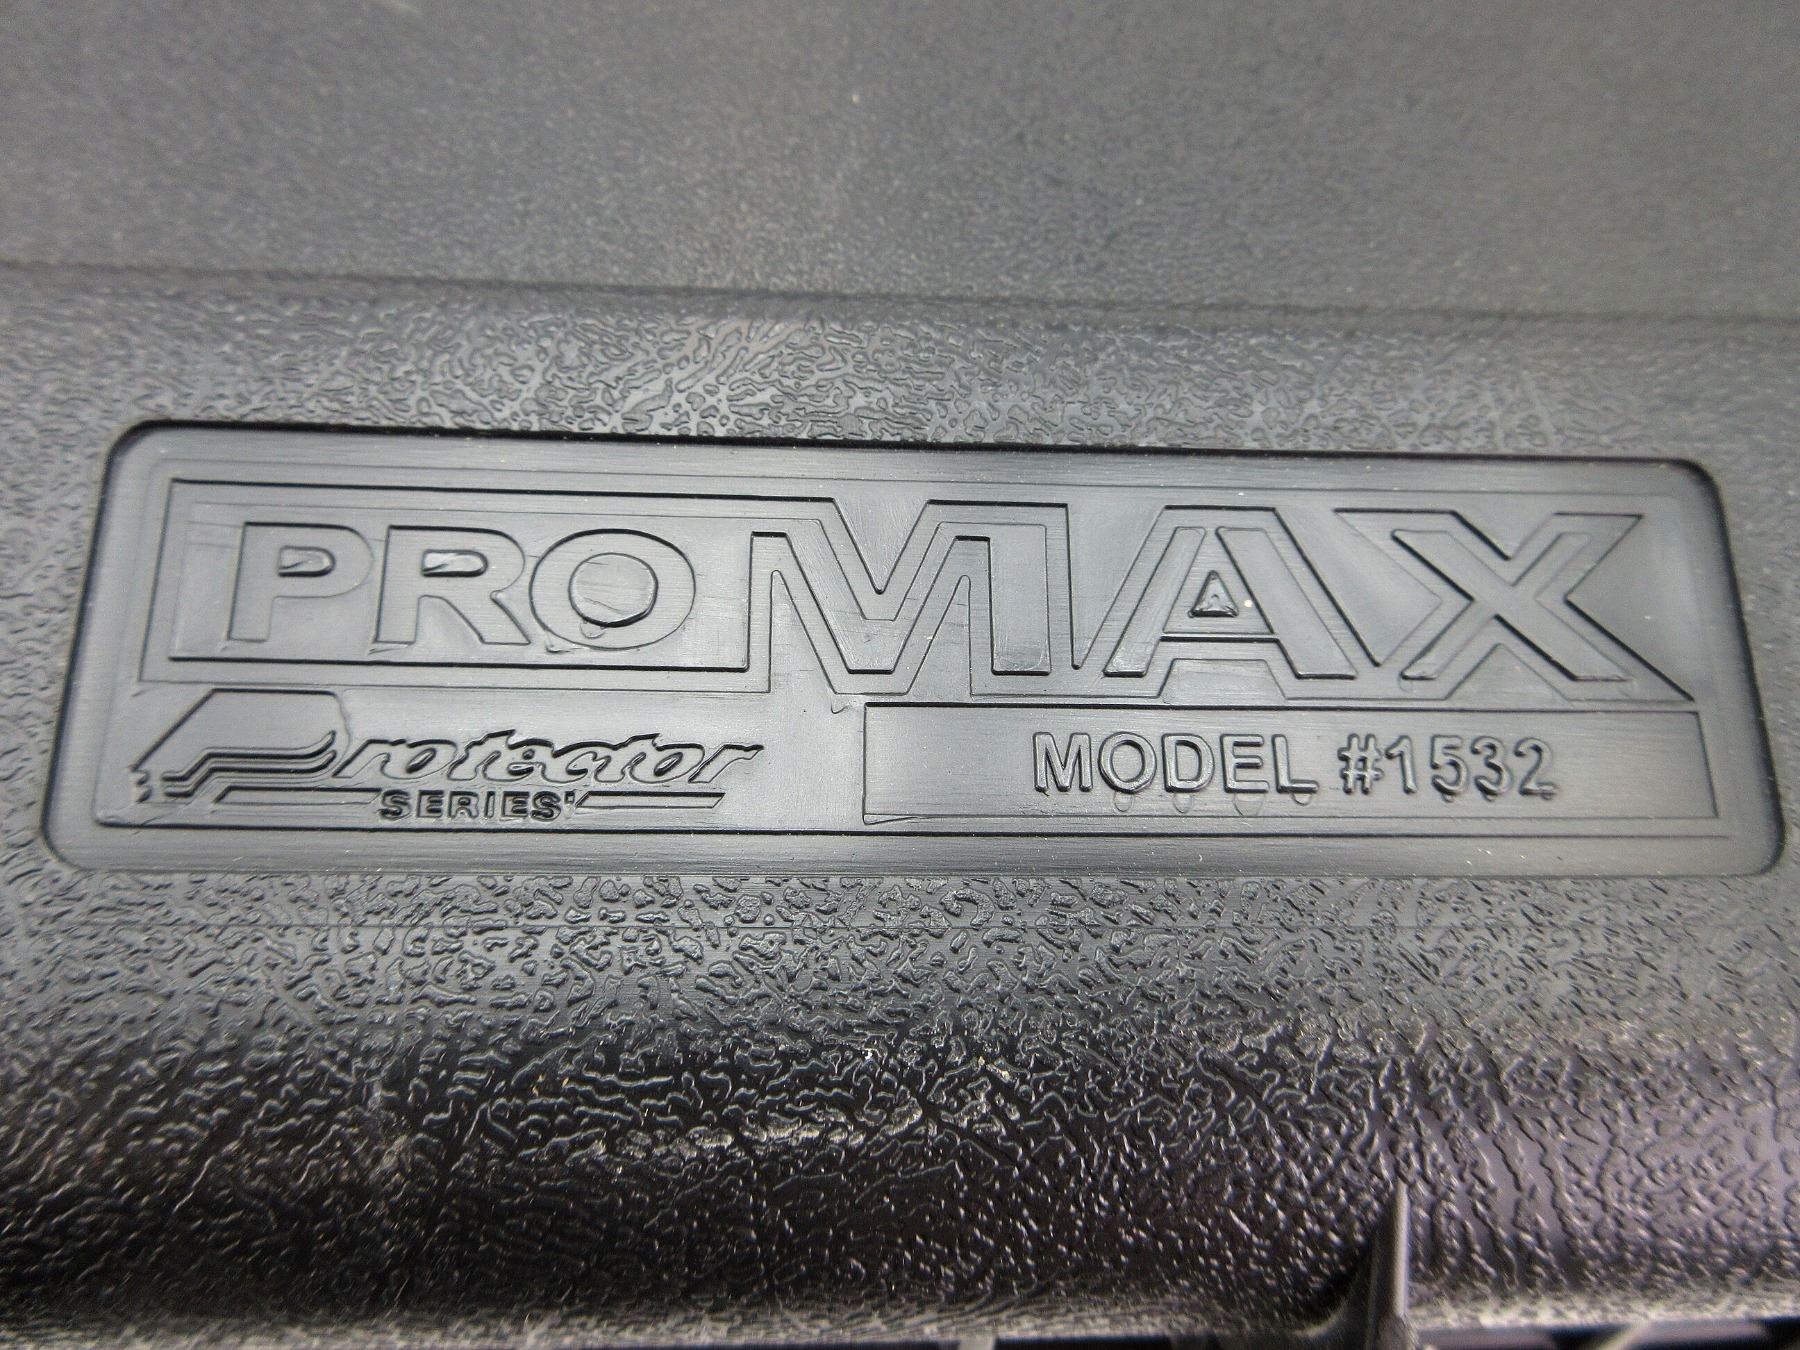 PROMAX
Protector
SERIES
MODEL #1532